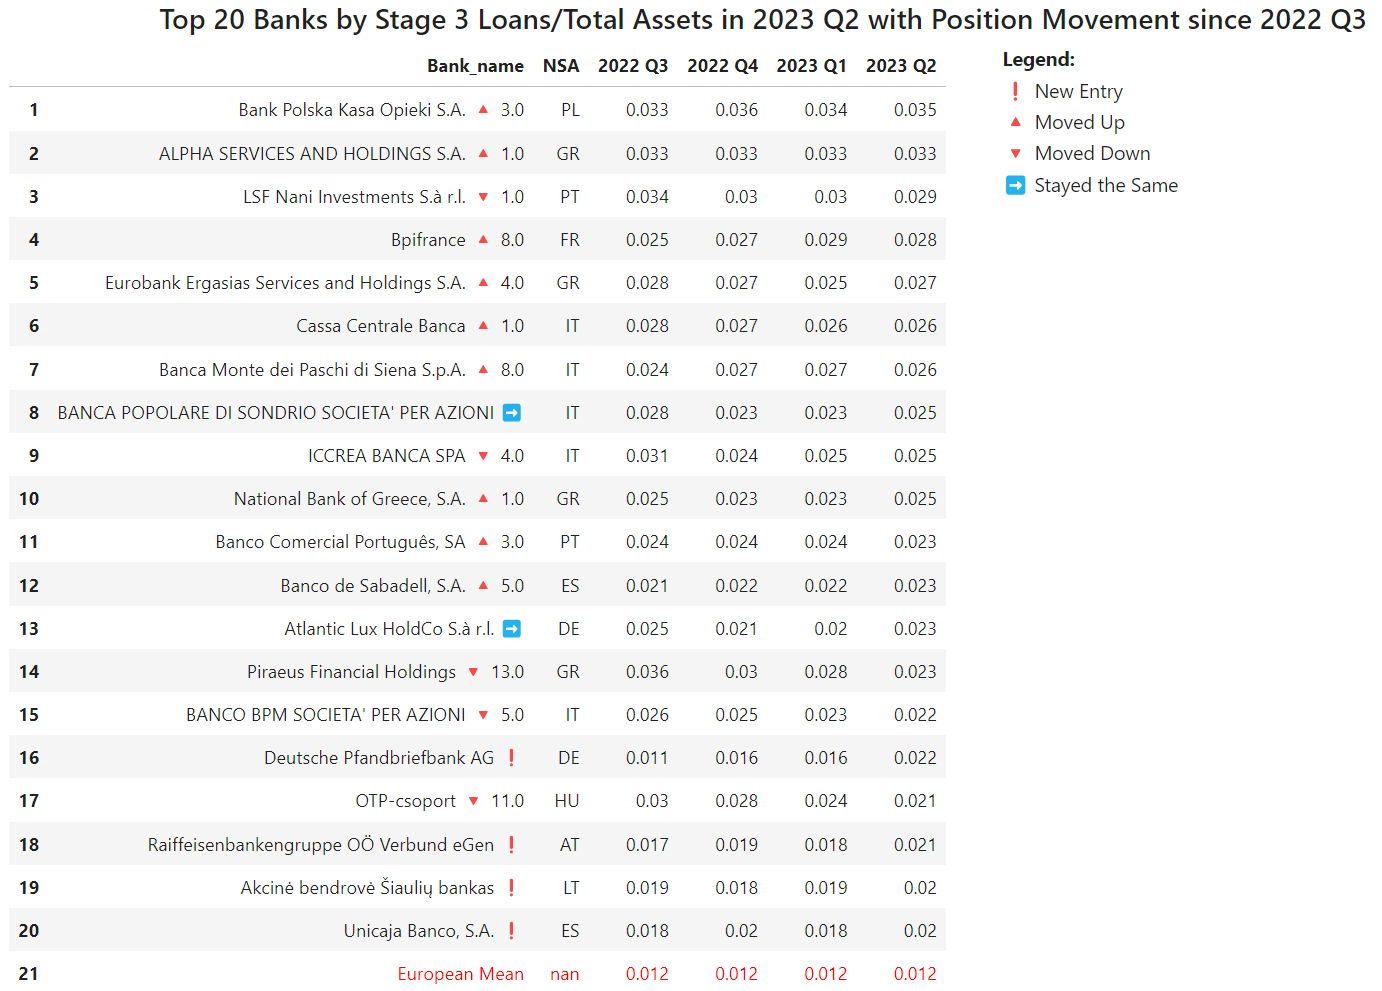 Top 20 Banks by Stage 3 Loans/Total Assets in 2023 Q2 with Position Movement since 2022 Q3
Bank_name NSA 2022 Q3 2022 Q4 2023 Q1 2023 Q2
1 Bank Polska Kasa Opieki S.A. 🔺 3.0 PL 0.033 0.036 0.034 0.035
2 ALPHA SERVICES AND HOLDINGS S.A. 🔺 1.0 GR 0.033 0.033 0.033 0.033
3 LSF Nani Investments S.à r.l. 🔻 1.0 PT 0.034 0.03 0.03 0.029
4 Bpifrance 🔺 8.0 FR 0.025 0.027 0.029 0.028
5 Eurobank Ergasias Services and Holdings S.A. 🔺 4.0 GR 0.028 0.027 0.025 0.027
6 Cassa Centrale Banca 🔺 1.0 IT 0.028 0.027 0.026 0.026
7 Banca Monte dei Paschi di Siena S.p.A. 🔺 8.0 IT 0.024 0.027 0.027 0.026
8 BANCA POPOLARE DI SONDRIO SOCIETA' PER AZIONI ➡️ IT 0.028 0.023 0.023 0.025
9 ICCREA BANCA SPA 🔻 4.0 IT 0.031 0.024 0.025 0.025
10 National Bank of Greece, S.A. 🔺 1.0 GR 0.025 0.023 0.023 0.025
11 Banco Comercial Português, SA 🔺 3.0 PT 0.024 0.024 0.024 0.023
12 Banco de Sabadell, S.A. 🔺 5.0 ES 0.021 0.022 0.022 0.023
13 Atlantic Lux HoldCo S.à r.l. ➡️ DE 0.025 0.021 0.02 0.023
14 Piraeus Financial Holdings 🔻 13.0 GR 0.036 0.03 0.028 0.023
15 BANCO BPM SOCIETA' PER AZIONI 🔻 5.0 IT 0.026 0.025 0.023 0.022
16 Deutsche Pfandbriefbank AG ❗ DE 0.011 0.016 0.016 0.022
17 OTP-csoport 🔻 11.0 HU 0.03 0.028 0.024 0.021
18 Raiffeisenbankengruppe OÖ Verbund eGen ❗ AT 0.017 0.019 0.018 0.021
19 Akcinė bendrovė Šiaulių bankas ❗ LT 0.019 0.018 0.019 0.02
20 Unicaja Banco, S.A. ❗ ES 0.018 0.02 0.018 0.02
21 European Mean nan 0.012 0.012 0.012 0.012
Legend:
❗ New Entry
🔺 Moved Up
🔻 Moved Down
➡️ Stayed the Same